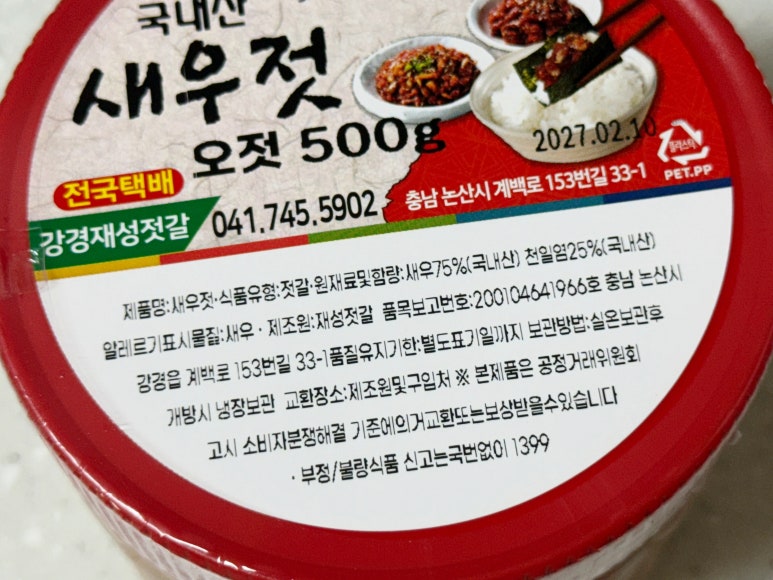 국내산
새우젓
오젓 500g
2027.02.10
플라스틱
PET.PP
전국택배
강경재성젓갈
041.745.5902
충남 논산시 계백로 153번길 33-1
제품명:새우젓·식품유형:젓갈·원재료및함량:새우75%(국내산) 천일염25%(국내산)
알레르기표시물질:새우 · 제조원:재성젓갈 품목보고번호:200104641966호 충남 논산시
강경읍 계백로 153번길 33-1품질유지기한:별도표기일까지 보관방법:실온보관후
개방시 냉장보관 교환장소:제조원및구입처 ※ 본제품은 공정거래위원회
고시 소비자분쟁해결 기준에의거교환또는보상받을수있습니다
· 부정/불량식품 신고는국번없이 1399